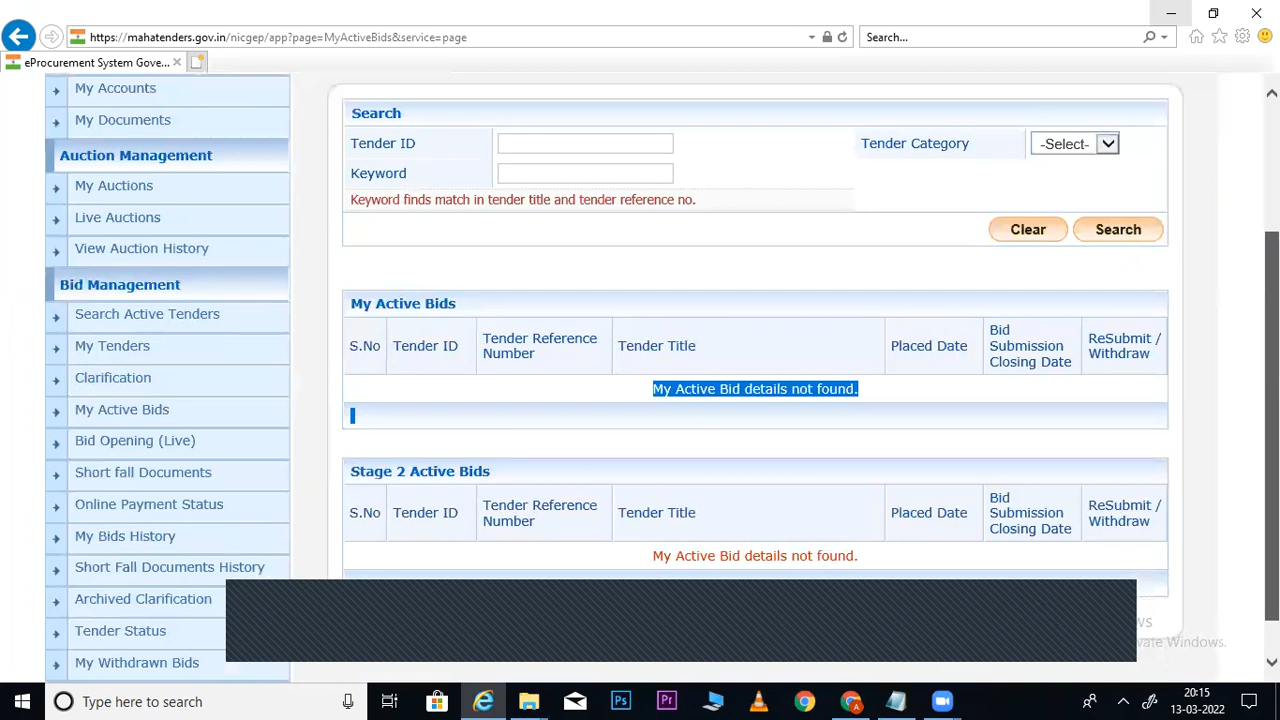 https://mahatenders.gov.in/nicgep/app?page=MyActiveBids&service=page
Search...
eProcurement System Gove...
My Accounts
My Documents
Auction Management
My Auctions
Live Auctions
View Auction History
Bid Management
Search Active Tenders
My Tenders
Clarification
My Active Bids
Bid Opening (Live)
Short fall Documents
Online Payment Status
My Bids History
Short Fall Documents History
Archived Clarification
Tender Status
My Withdrawn Bids
Search
Tender ID
Tender Category
-Select-
Keyword
Keyword finds match in tender title and tender reference no.
Clear
Search
My Active Bids
S.No
Tender ID
Tender Reference
Number
Tender Title
Placed Date
Bid
Submission
Closing Date
ReSubmit /
Withdraw
My Active Bid details not found.
Stage 2 Active Bids
S.No
Tender ID
Tender Reference
Number
Tender Title
Placed Date
Bid
Submission
Closing Date
ReSubmit /
Withdraw
My Active Bid details not found.
Windows.
Type here to search
Ps
Pr
A
20:15
13-03-2022